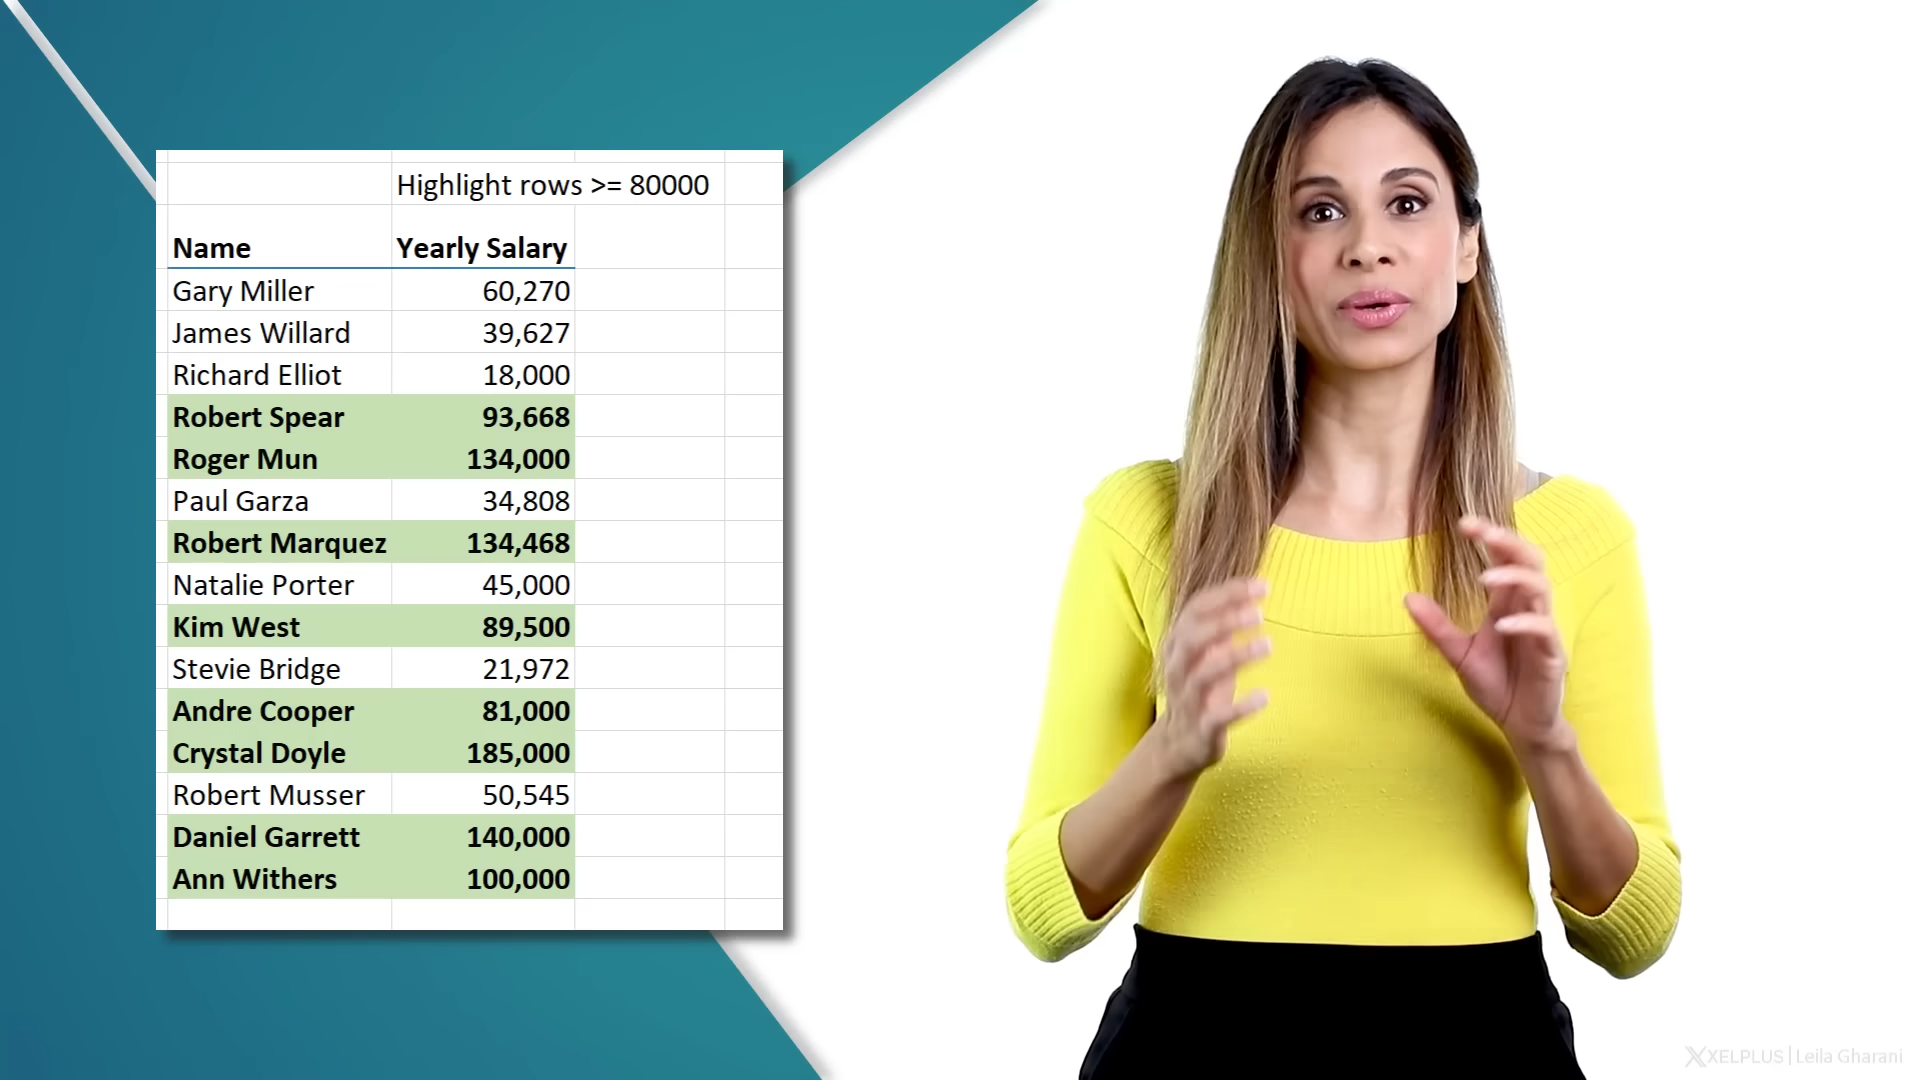 Highlight rows >= 80000
Name Yearly Salary
Gary Miller 60,270
James Willard 39,627
Richard Elliot 18,000
Robert Spear 93,668
Roger Mun 134,000
Paul Garza 34,808
Robert Marquez 134,468
Natalie Porter 45,000
Kim West 89,500
Stevie Bridge 21,972
Andre Cooper 81,000
Crystal Doyle 185,000
Robert Musser 50,545
Daniel Garrett 140,000
Ann Withers 100,000
XELPLUS | Leila Gharani